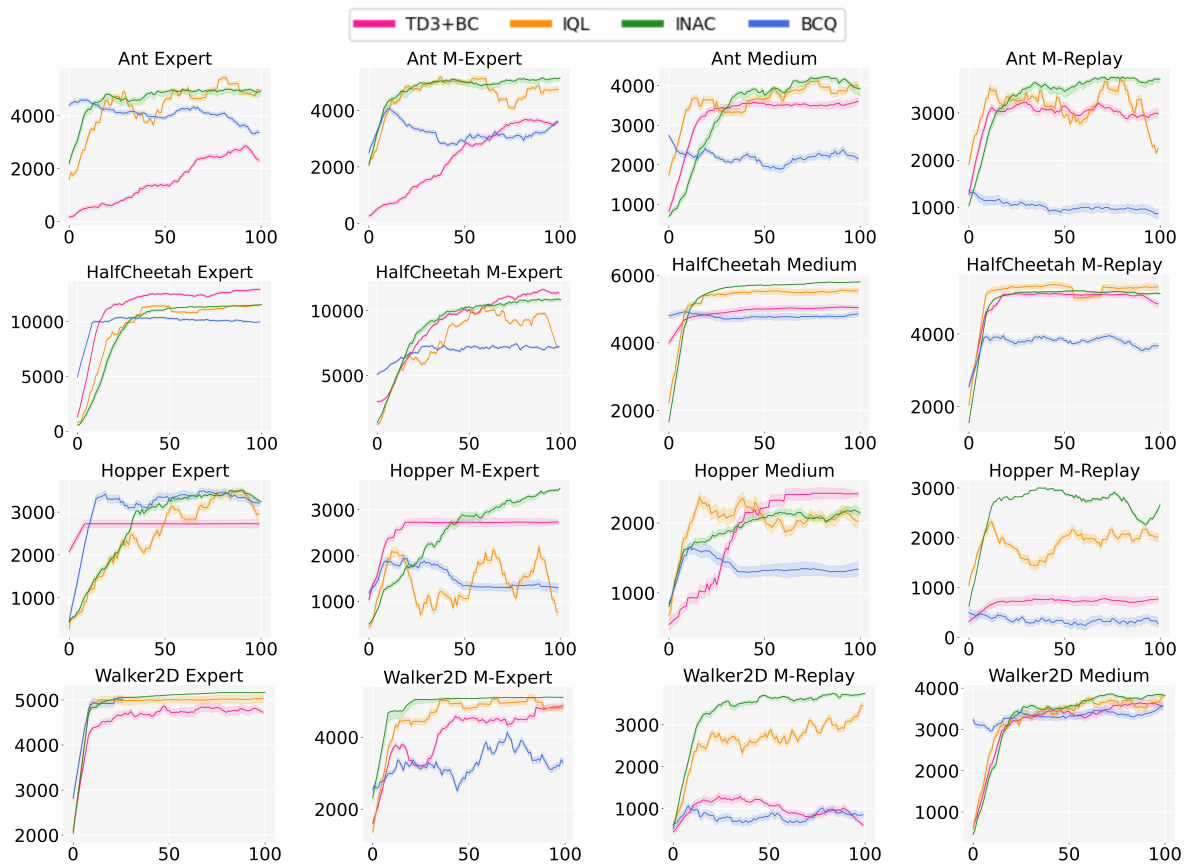 TD3+BC IQL INAC BCQ
Ant Expert Ant M-Expert Ant Medium Ant M-Replay
4000 4000 4000 3000
2000 2000 3000 2000
0 0 2000 1000
1000
0 50 100 0 50 100 0 50 100 0 50 100
HalfCheetah Expert HalfCheetah M-Expert HalfCheetah Medium HalfCheetah M-Replay
10000 10000 6000 4000
5000 5000 4000 2000
0 2000
0 50 100 0 50 100 0 50 100 0 50 100
Hopper Expert Hopper M-Expert Hopper Medium Hopper M-Replay
3000 3000 2000 3000
2000 2000 1000 2000
1000 1000 1000
0
0 50 100 0 50 100 0 50 100 0 50 100
Walker2D Expert Walker2D M-Expert Walker2D M-Replay Walker2D Medium
5000 4000 3000 4000
4000 2000 2000 3000
3000 1000 2000
2000 1000
0 50 100 0 50 100 0 50 100 0 50 100